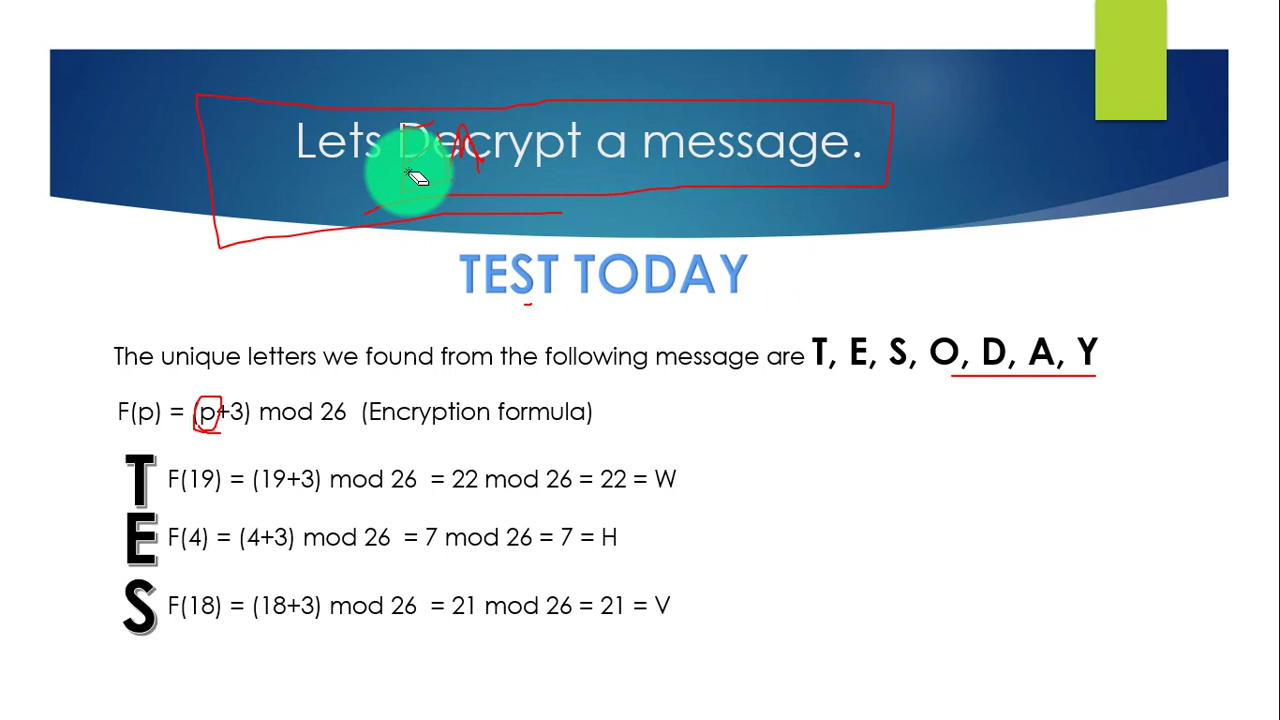 Lets Decrypt a message.
TEST TODAY
The unique letters we found from the following message are T, E, S, O, D, A, Y
F(p) = (p+3) mod 26 (Encryption formula)
T F(19) = (19+3) mod 26 = 22 mod 26 = 22 = W
E F(4) = (4+3) mod 26 = 7 mod 26 = 7 = H
S F(18) = (18+3) mod 26 = 21 mod 26 = 21 = V